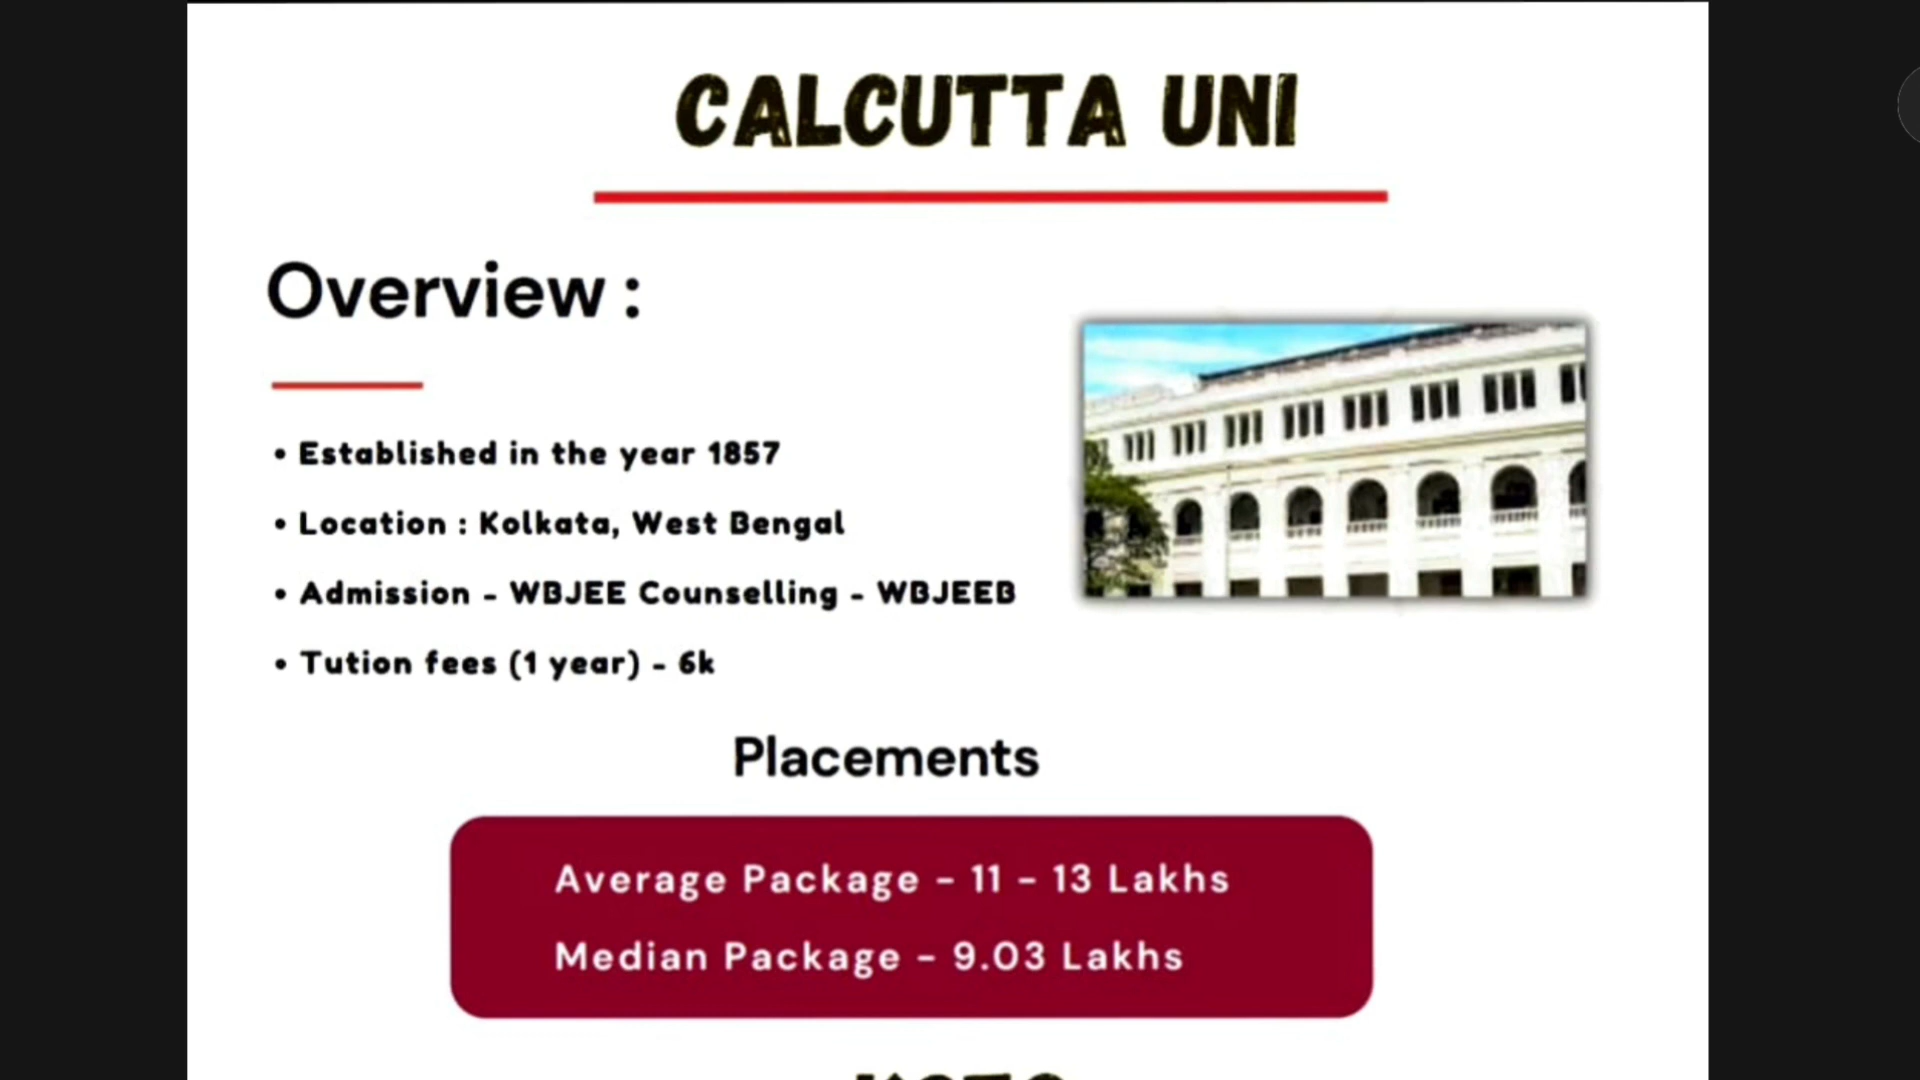 CALCUTTA UNI
Overview :
• Established in the year 1857
• Location : Kolkata, West Bengal
• Admission - WBJEE Counselling - WBJEEB
• Tution fees (1 year) - 6k
Placements
Average Package - 11 - 13 Lakhs
Median Package - 9.03 Lakhs